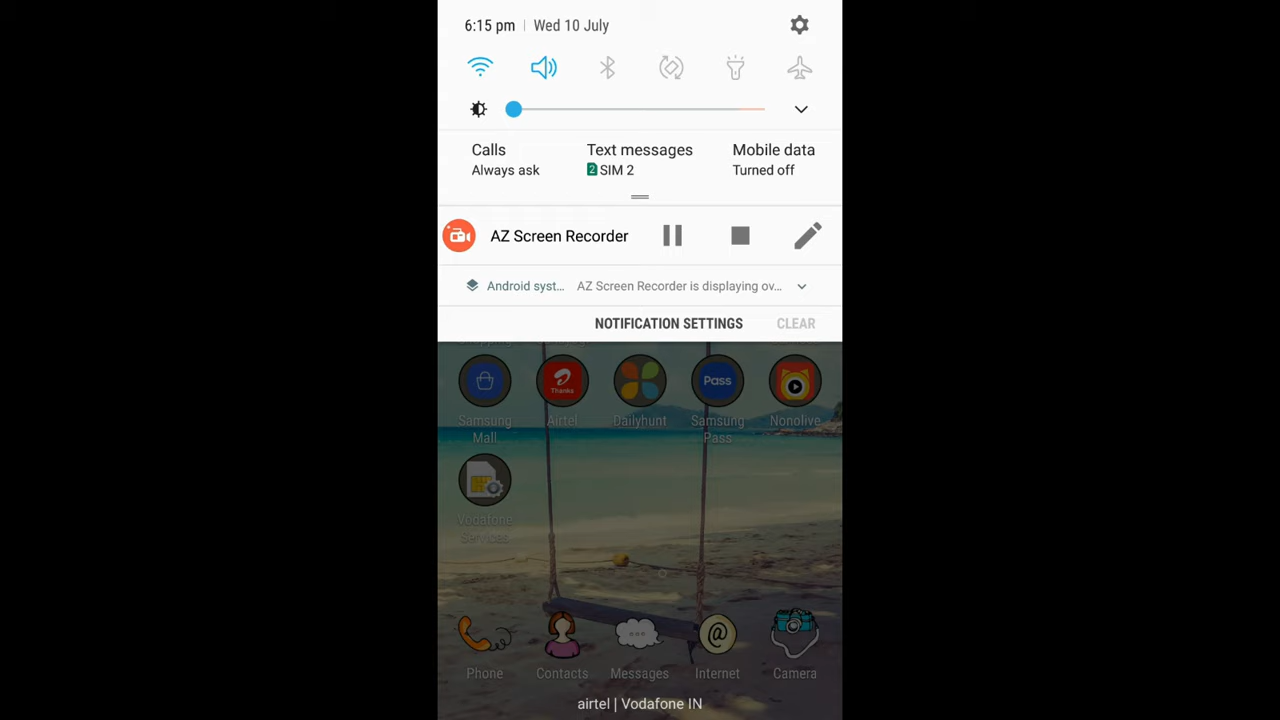 6:15 pm | Wed 10 July
Calls
Always ask
Text messages
2 SIM 2
Mobile data
Turned off
AZ Screen Recorder
Android syst... AZ Screen Recorder is displaying ov...
NOTIFICATION SETTINGS CLEAR
Thanks
Pass
Samsung Mall
Airtel
Dailyhunt
Samsung Pass
Nonolive
Vodafone
Services
@
Phone Contacts Messages Internet Camera
airtel | Vodafone IN